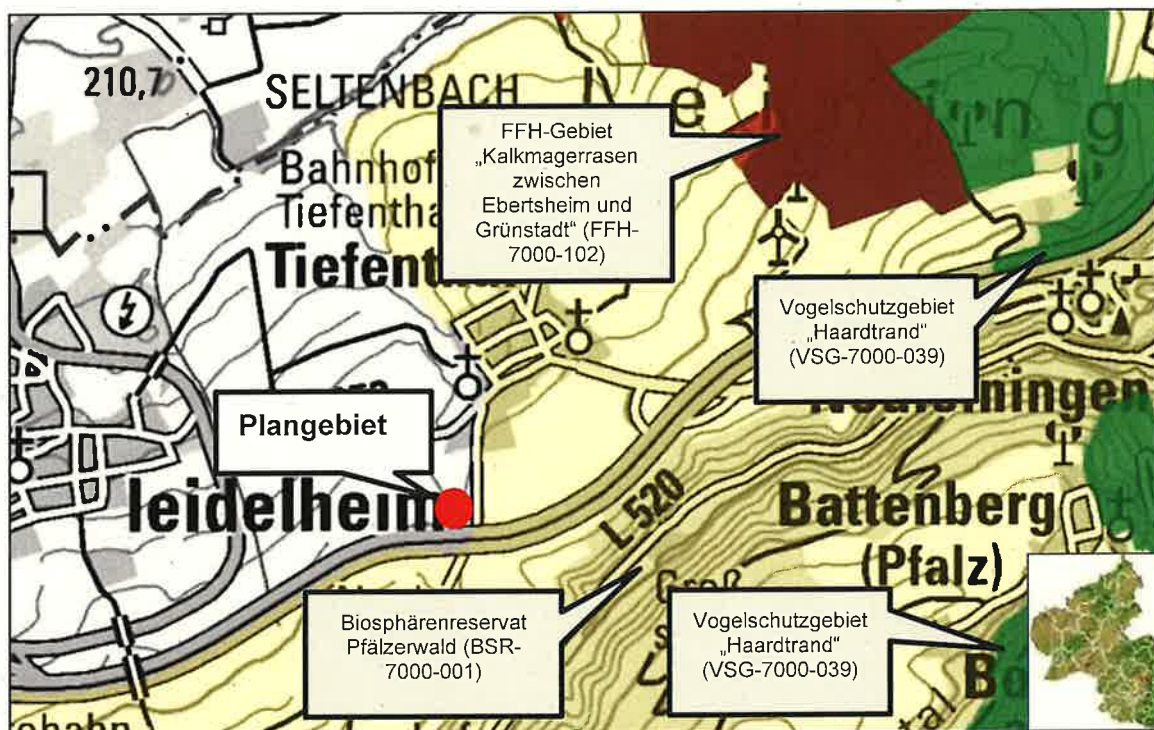 210,7
SELTENBACH
Bahnhof
Tiefentha
Tiefenth
FFH-Gebiet
„Kalkmagerrasen
zwischen
Ebertsheim und
Grünstadt“ (FFH-
7000-102)
Vogelschutzgebiet
„Haardtrand“
(VSG-7000-039)
Plangebiet
leidelheim
L 520
Battenberg
(Pfalz)
Biosphärenreservat
Pfälzerwald (BSR-
7000-001)
Vogelschutzgebiet
„Haardtrand“
(VSG-7000-039)